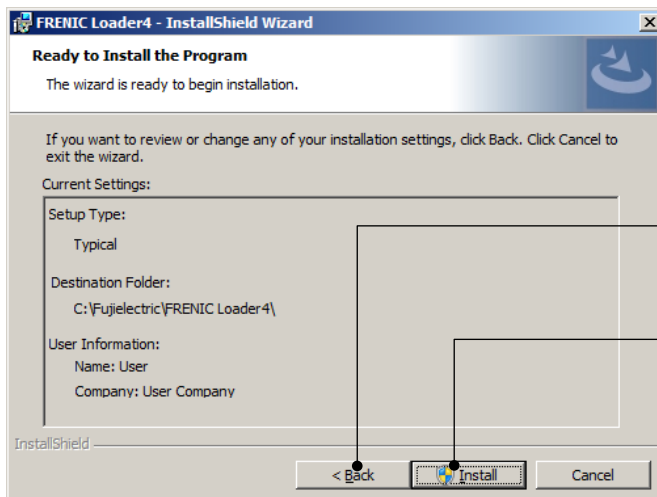 FRENIC Loader4 - InstallShield Wizard
Ready to Install the Program
The wizard is ready to begin installation.
If you want to review or change any of your installation settings, click Back. Click Cancel to
exit the wizard.
Current Settings:
Setup Type:
Typical
Destination Folder:
C:\Fujielectric\FRENIC Loader4\
User Information:
Name: User
Company: User Company
InstallShield
< Back
Install
Cancel